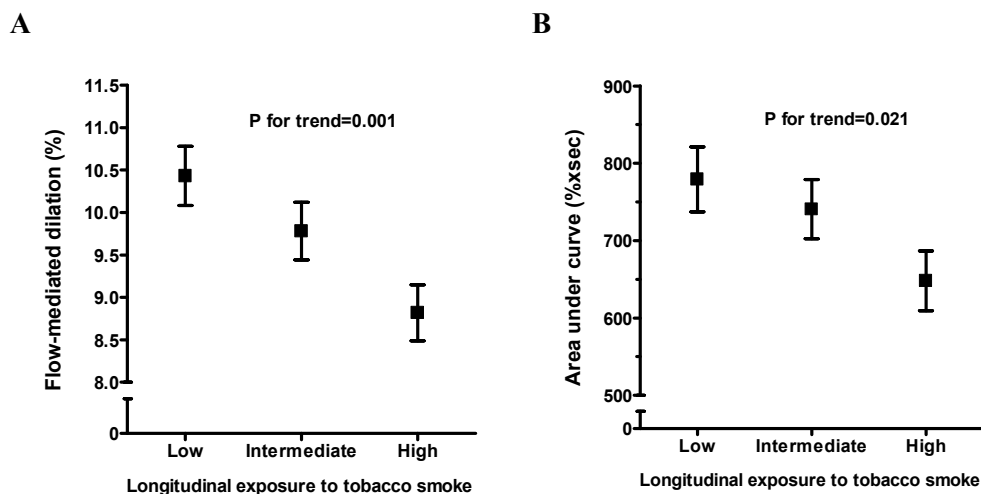 A
Flow-mediated dilation (%)
11.5
11.0
10.5
10.0
9.5
9.0
8.5
8.0
0
P for trend=0.001
Low Intermediate High
Longitudinal exposure to tobacco smoke
B
Area under curve (%xsec)
900
800
700
600
500
0
P for trend=0.021
Low Intermediate High
Longitudinal exposure to tobacco smoke